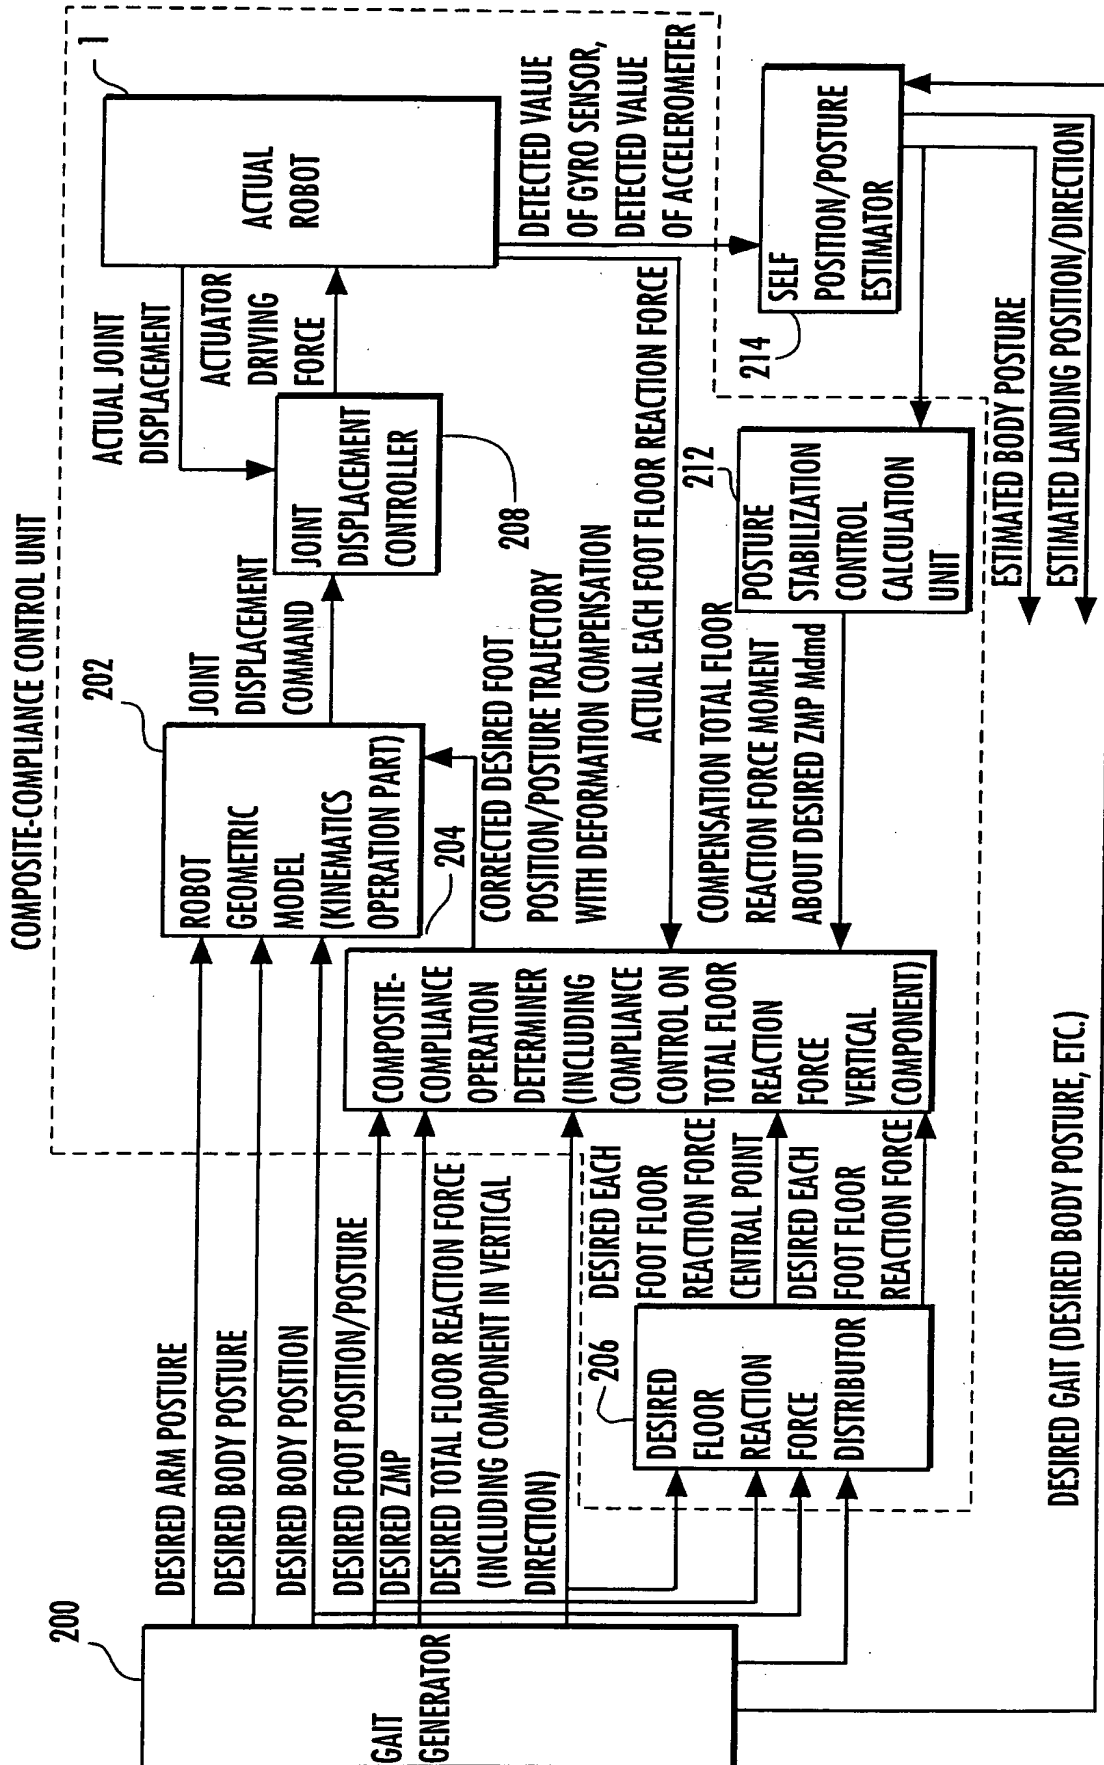 COMPOSITE-COMPLIANCE CONTROL UNIT
200
GAIT
GENERATOR
DESIRED ARM POSTURE
DESIRED BODY POSTURE
DESIRED BODY POSITION
DESIRED FOOT POSITION/POSTURE
DESIRED ZMP
DESIRED TOTAL FLOOR REACTION FORCE
(INCLUDING COMPONENT IN VERTICAL
DIRECTION)
206
DESIRED
FLOOR
REACTION
FORCE
DISTRIBUTOR
DESIRED EACH
FOOT FLOOR
REACTION FORCE
CENTRAL POINT
DESIRED EACH
FOOT FLOOR
REACTION FORCE
202
ROBOT
GEOMETRIC
MODEL
(KINEMATICS
OPERATION PART)
204
COMPOSITE-
COMPLIANCE
OPERATION
DETERMINER
(INCLUDING
COMPLIANCE
CONTROL ON
TOTAL FLOOR
REACTION
FORCE
VERTICAL
COMPONENT)
CORRECTED DESIRED FOOT
POSITION/POSTURE TRAJECTORY
WITH DEFORMATION COMPENSATION
JOINT
DISPLACEMENT
COMMAND
JOINT
DISPLACEMENT
CONTROLLER
208
ACTUAL JOINT
DISPLACEMENT
ACTUATOR
DRIVING
FORCE
1
ACTUAL
ROBOT
DETECTED VALUE
OF GYRO SENSOR,
DETECTED VALUE
OF ACCELEROMETER
ACTUAL EACH FOOT FLOOR REACTION FORCE
COMPENSATION TOTAL FLOOR
REACTION FORCE MOMENT
ABOUT DESIRED ZMP Mdmd
212
POSTURE
STABILIZATION
CONTROL
CALCULATION
UNIT
214
SELF
POSITION/POSTURE
ESTIMATOR
ESTIMATED BODY POSTURE
ESTIMATED LANDING POSITION/DIRECTION
DESIRED GAIT (DESIRED BODY POSTURE, ETC.)